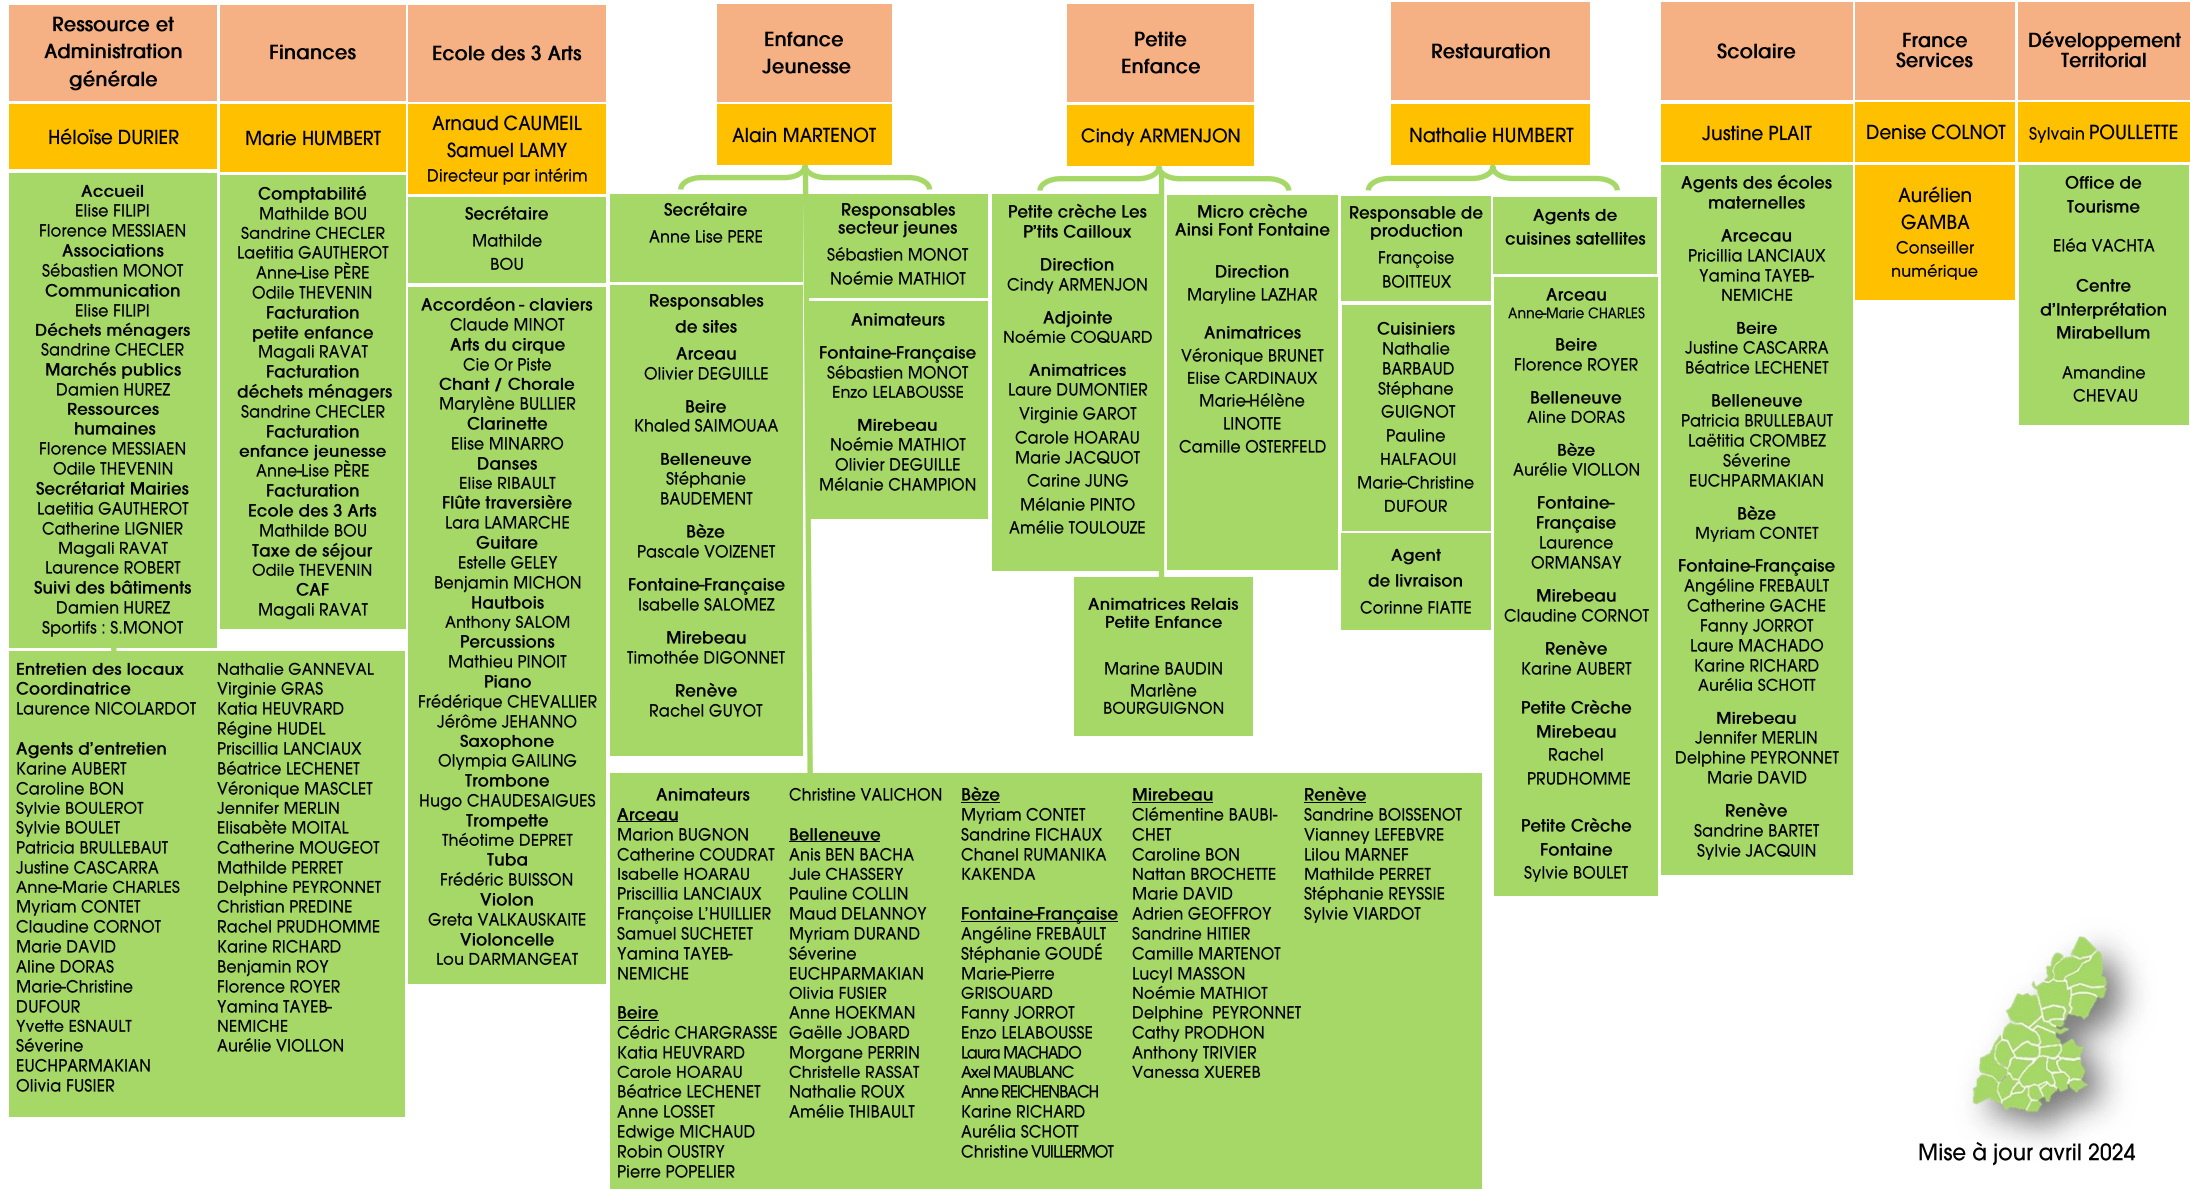 Ressource et
Administration
générale
Héloïse DURIER
Accueil
Elise FILIPI
Florence MESSIAEN
Associations
Sébastien MONOT
Communication
Elise FILIPI
Déchets ménagers
Sandrine CHECLER
Marchés publics
Damien HUREZ
Ressources
humaines
Florence MESSIAEN
Odile THEVENIN
Secrétariat Mairies
Laetitia GAUTHEROT
Catherine LIGNIER
Magali RAVAT
Laurence ROBERT
Suivi des bâtiments
Damien HUREZ
Sportifs : S.MONOT
Entretien des locaux
Coordinatrice
Laurence NICOLARDOT
Agents d'entretien
Karine AUBERT
Caroline BON
Sylvie BOULEROT
Sylvie BOULET
Patricia BRULLEBAUT
Justine CASCARRA
Anne-Marie CHARLES
Myriam CONTET
Claudine CORNOT
Marie DAVID
Aline DORAS
Marie-Christine
DUFOUR
Yvette ESNAULT
Séverine
EUCHPARMAKIAN
Olivia FUSIER
Nathalie GANNEVAL
Virginie GRAS
Katia HEUVRARD
Régine HUDEL
Priscillia LANCIAUX
Béatrice LECHENET
Véronique MASCLET
Jennifer MERLIN
Elisabète MOITAL
Catherine MOUGEOT
Mathilde PERRET
Delphine PEYRONNET
Christian PREDINE
Rachel PRUDHOMME
Karine RICHARD
Benjamin ROY
Florence ROYER
Yamina TAYEB-
NEMICHE
Aurélie VIOLLON
Finances
Marie HUMBERT
Comptabilité
Mathilde BOU
Sandrine CHECLER
Laetitia GAUTHEROT
Anne-Lise PÈRE
Odile THEVENIN
Facturation
petite enfance
Magali RAVAT
Facturation
déchets ménagers
Sandrine CHECLER
Facturation
enfance jeunesse
Anne-Lise PÈRE
Facturation
Ecole des 3 Arts
Mathilde BOU
Taxe de séjour
Odile THEVENIN
CAF
Magali RAVAT
Ecole des 3 Arts
Arnaud CAUMEIL
Samuel LAMY
Directeur par intérim
Secrétaire
Mathilde
BOU
Accordéon - claviers
Claude MINOT
Arts du cirque
Cie Or Piste
Chant / Chorale
Marylène BULLIER
Clarinette
Elise MINARRO
Danses
Elise RIBAULT
Flûte traversière
Lara LAMARCHE
Guitare
Estelle GELEY
Benjamin MICHON
Hautbois
Anthony SALOM
Percussions
Mathieu PINOIT
Piano
Frédérique CHEVALLIER
Jérôme JEHANNO
Saxophone
Olympia GAILING
Trombone
Hugo CHAUDESAIGUES
Trompette
Théotime DEPRET
Tuba
Frédéric BUISSON
Violon
Greta VALKAUSKAITE
Violoncelle
Lou DARMANGEAT
Enfance
Jeunesse
Alain MARTENOT
Secrétaire
Anne Lise PERE
Responsables
de sites
Arceau
Olivier DEGUILLE
Beire
Khaled SAIMOUAA
Belleneuve
Stéphanie
BAUDEMENT
Bèze
Pascale VOIZENET
Fontaine-Française
Isabelle SALOMEZ
Mirebeau
Timothée DIGONNET
Renève
Rachel GUYOT
Responsables
secteur jeunes
Sébastien MONOT
Noémie MATHIOT
Animateurs
Fontaine-Française
Sébastien MONOT
Enzo LELABOUSSE
Mirebeau
Noémie MATHIOT
Olivier DEGUILLE
Mélanie CHAMPION
Animateurs
Arceau
Marion BUGNON
Catherine COUDRAT
Isabelle HOARAU
Priscillia LANCIAUX
Françoise L'HUILLIER
Samuel SUCHETET
Yamina TAYEB-
NEMICHE
Beire
Cédric CHARGRASSE
Katia HEUVRARD
Carole HOARAU
Béatrice LECHENET
Anne LOSSET
Edwige MICHAUD
Robin OUSTRY
Pierre POPELIER
Christine VALICHON
Belleneuve
Anis BEN BACHA
Jule CHASSERY
Pauline COLLIN
Maud DELANNOY
Myriam DURAND
Séverine
EUCHPARMAKIAN
Olivia FUSIER
Anne HOEKMAN
Gaëlle JOBARD
Morgane PERRIN
Christelle RASSAT
Nathalie ROUX
Amélie THIBAULT
Bèze
Myriam CONTET
Sandrine FICHAUX
Chanel RUMANIKA
KAKENDA
Fontaine-Française
Angéline FREBAULT
Stéphanie GOUDÉ
Marie-Pierre
GRISOUARD
Fanny JORROT
Enzo LELABOUSSE
Laura MACHADO
Axel MAUBLANC
Anne REICHENBACH
Karine RICHARD
Aurélia SCHOTT
Christine VUILLERMOT
Mirebeau
Clémentine BAUBI-
CHET
Caroline BON
Nattan BROCHETTE
Marie DAVID
Adrien GEOFFROY
Sandrine HITIER
Camille MARTENOT
Lucyl MASSON
Noémie MATHIOT
Delphine PEYRONNET
Cathy PRODHON
Anthony TRIVIER
Vanessa XUEREB
Renève
Sandrine BOISSENOT
Vianney LEFEBVRE
Lilou MARNEF
Mathilde PERRET
Stéphanie REYSSIE
Sylvie VIARDOT
Petite
Enfance
Cindy ARMENJON
Petite crèche Les
P'tits Cailloux
Direction
Cindy ARMENJON
Adjointe
Noémie COQUARD
Animatrices
Laure DUMONTIER
Virginie GAROT
Carole HOARAU
Marie JACQUOT
Carine JUNG
Mélanie PINTO
Amélie TOULOUZE
Micro crèche
Ainsi Font Fontaine
Direction
Maryline LAZHAR
Animatrices
Véronique BRUNET
Elise CARDINAUX
Marie-Hélène
LINOTTE
Camille OSTERFELD
Animatrices Relais
Petite Enfance
Marine BAUDIN
Marlène
BOURGUIGNON
Restauration
Nathalie HUMBERT
Responsable de
production
Françoise
BOITTEUX
Cuisiniers
Nathalie
BARBAUD
Stéphane
GUIGNOT
Pauline
HALFAOUI
Marie-Christine
DUFOUR
Agent
de livraison
Corinne FIATTE
Agents de
cuisines satellites
Arceau
Anne-Marie CHARLES
Beire
Florence ROYER
Belleneuve
Aline DORAS
Bèze
Aurélie VIOLLON
Fontaine-
Française
Laurence
ORMANSAY
Mirebeau
Claudine CORNOT
Renève
Karine AUBERT
Petite Crèche
Mirebeau
Rachel
PRUDHOMME
Petite Crèche
Fontaine
Sylvie BOULET
Scolaire
Justine PLAIT
Agents des écoles
maternelles
Arcecau
Pricillia LANCIAUX
Yamina TAYEB-
NEMICHE
Beire
Justine CASCARRA
Béatrice LECHENET
Belleneuve
Patricia BRULLEBAUT
Laëtitia CROMBEZ
Séverine
EUCHPARMAKIAN
Bèze
Myriam CONTET
Fontaine-Française
Angéline FREBAULT
Catherine GACHE
Fanny JORROT
Laure MACHADO
Karine RICHARD
Aurélia SCHOTT
Mirebeau
Jennifer MERLIN
Delphine PEYRONNET
Marie DAVID
Renève
Sandrine BARTET
Sylvie JACQUIN
France
Services
Denise COLNOT
Aurélien
GAMBA
Conseiller
numérique
Développement
Territorial
Sylvain POULLETTE
Office de
Tourisme
Eléa VACHTA
Centre
d'Interprétation
Mirabellum
Amandine
CHEVAU
Mise à jour avril 2024